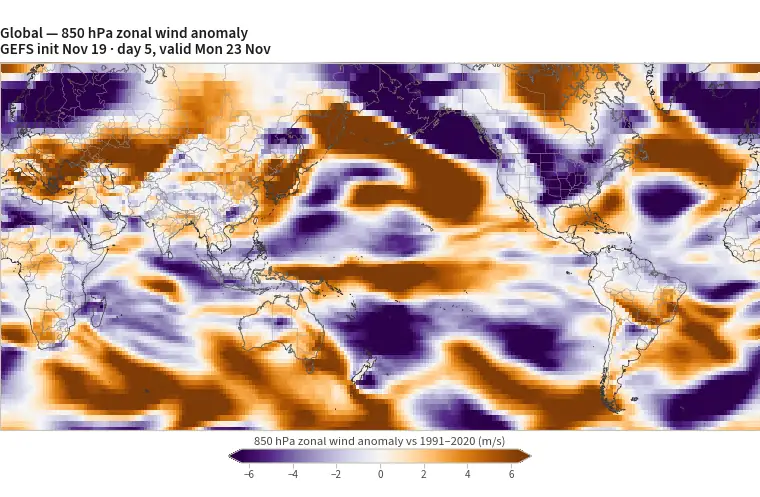 Global — 850 hPa zonal wind anomaly
GEFS init Nov 19 · day 5, valid Mon 23 Nov
850 hPa zonal wind anomaly vs 1991–2020 (m/s)
−6 −4 −2 0 2 4 6